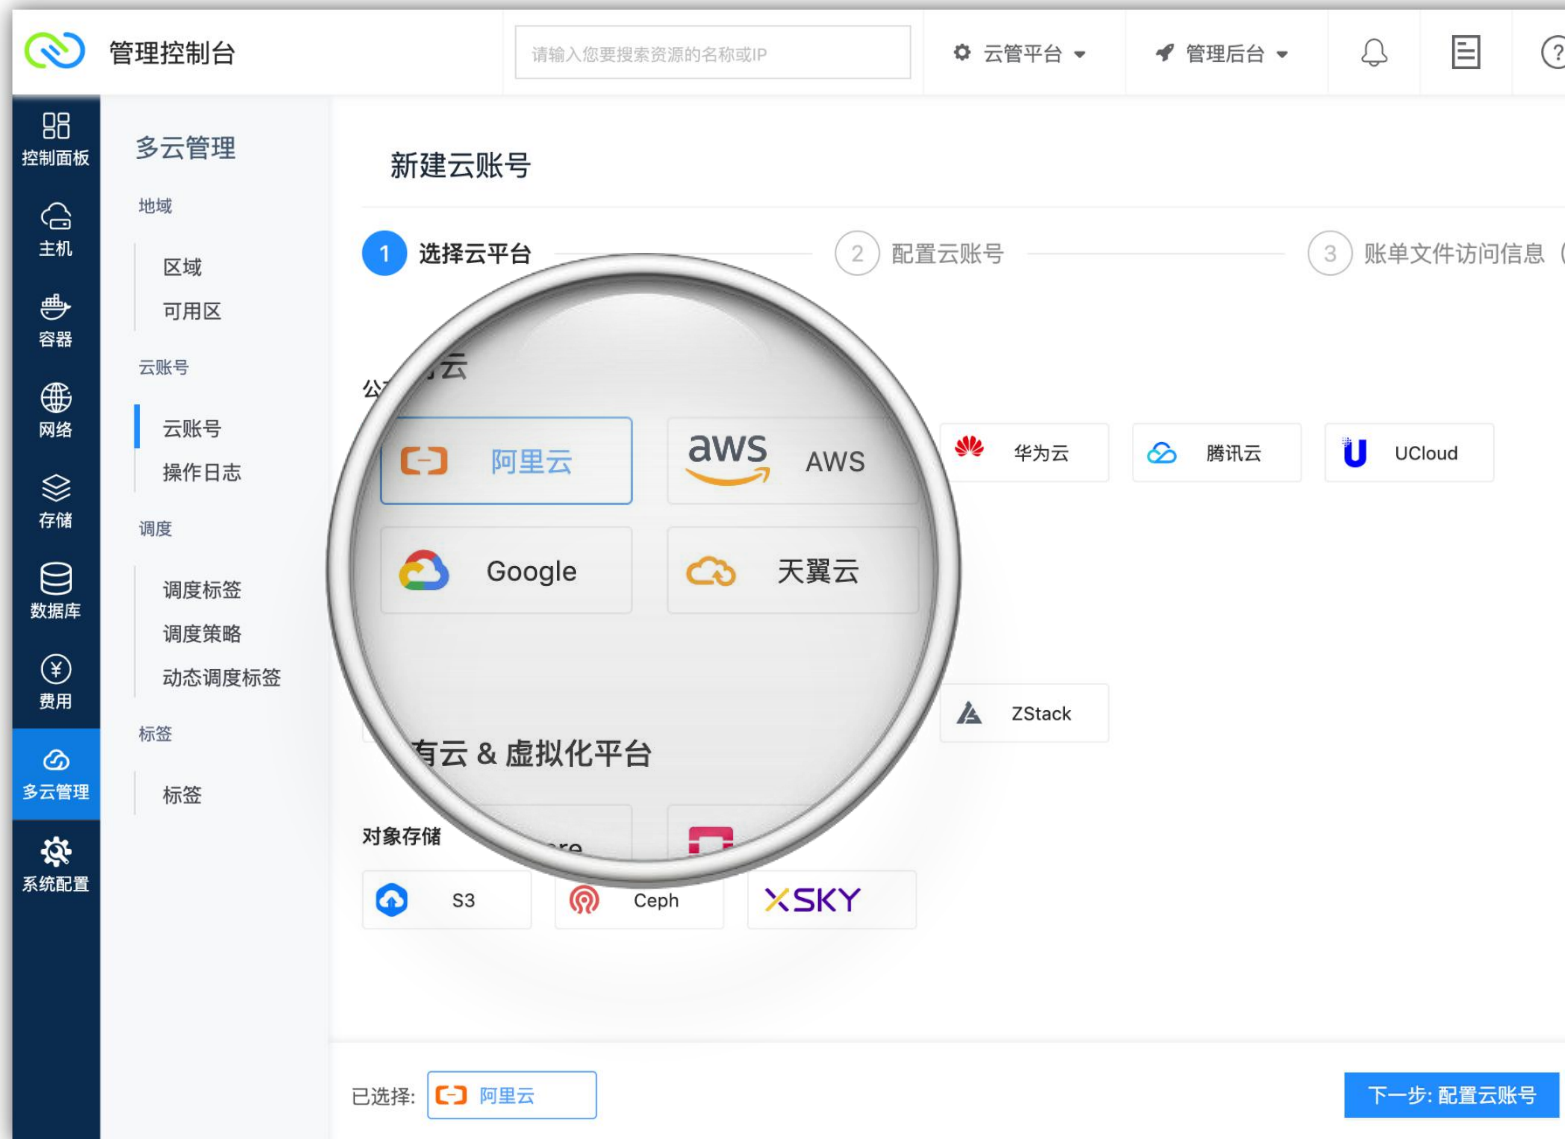 管理控制台
请输入您要搜索资源的名称或IP
云管平台
管理后台
控制面板
主机
容器
网络
存储
数据库
费用
多云管理
系统配置
多云管理
地域
区域
可用区
云账号
云账号
操作日志
调度
调度标签
调度策略
动态调度标签
标签
标签
新建云账号
1 选择云平台
2 配置云账号
3 账单文件访问信息（
公
云
阿里云
aws AWS
华为云
腾讯云
UCloud
Google
天翼云
有云 & 虚拟化平台
ZStack
对象存储
S3
Ceph
XSKY
已选择: 阿里云
下一步: 配置云账号